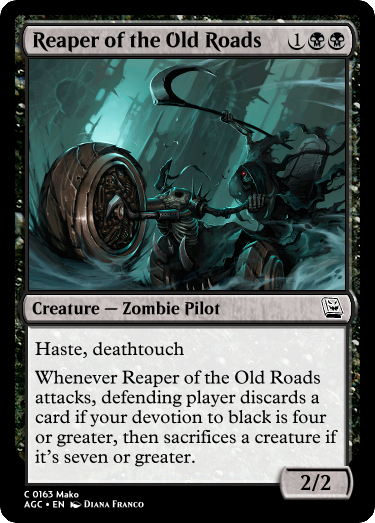 Reaper of the Old Roads 1
Creature — Zombie Pilot
Haste, deathtouch
Whenever Reaper of the Old Roads
attacks, defending player discards
a card if your devotion to black is four
or greater, then sacrifices a creature if
it's seven or greater.
2/2
C 0163 Mako
AGC • EN Diana Franco